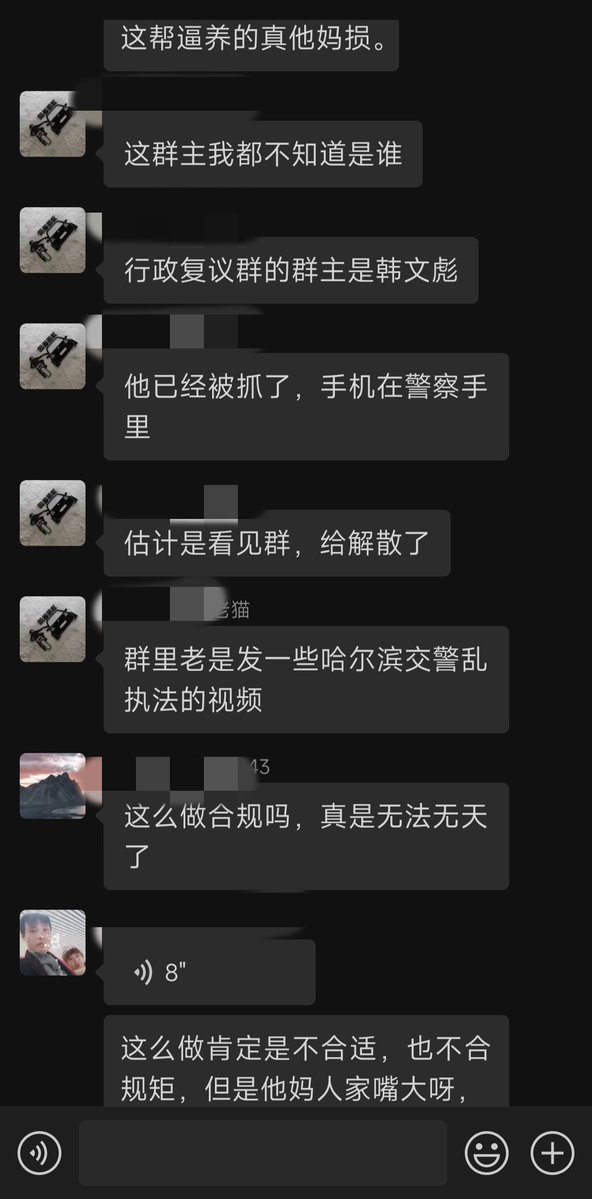 这帮逼养的真他妈损。
这群主我都不知道是谁
行政复议群的群主是韩文彪
他已经被抓了，手机在警察手
里
估计是看见群，给解散了
老猫
群里老是发一些哈尔滨交警乱
执法的视频
43
这么做合规吗，真是无法无天
了
8"
这么做肯定是不合适，也不合
规矩，但是他妈人家嘴大呀，